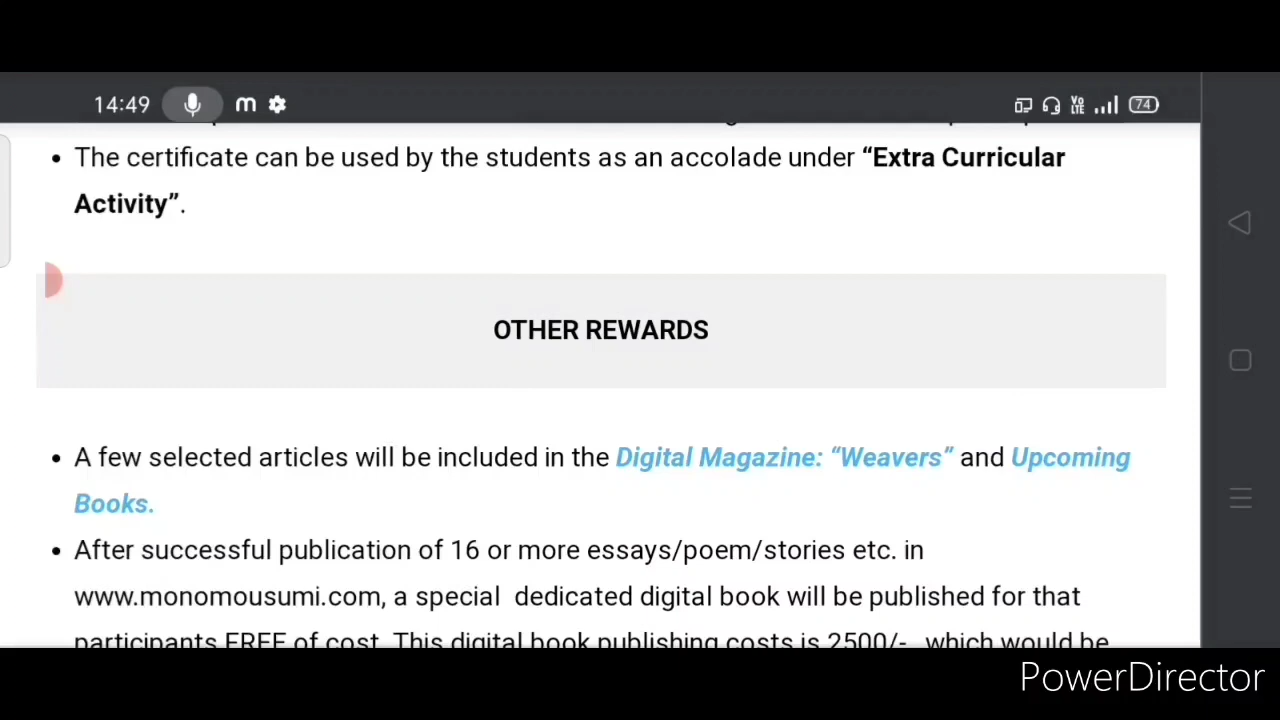 14:49 m Vo LTE 74
• The certificate can be used by the students as an accolade under “Extra Curricular
Activity”.
OTHER REWARDS
• A few selected articles will be included in the Digital Magazine: “Weavers” and Upcoming
Books.
• After successful publication of 16 or more essays/poem/stories etc. in
www.monomousumi.com, a special dedicated digital book will be published for that
participants FREE of cost. This digital book publishing costs is 2500/- which would be
PowerDirector